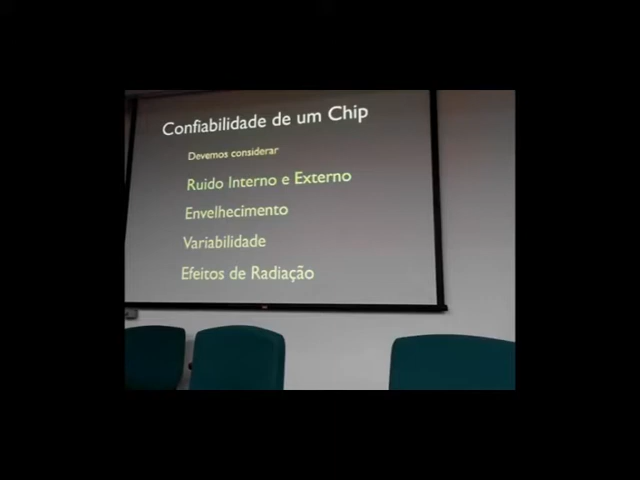 Confiabilidade de um Chip
Devemos considerar
Ruido Interno e Externo
Envelhecimento
Variabilidade
Efeitos de Radiação